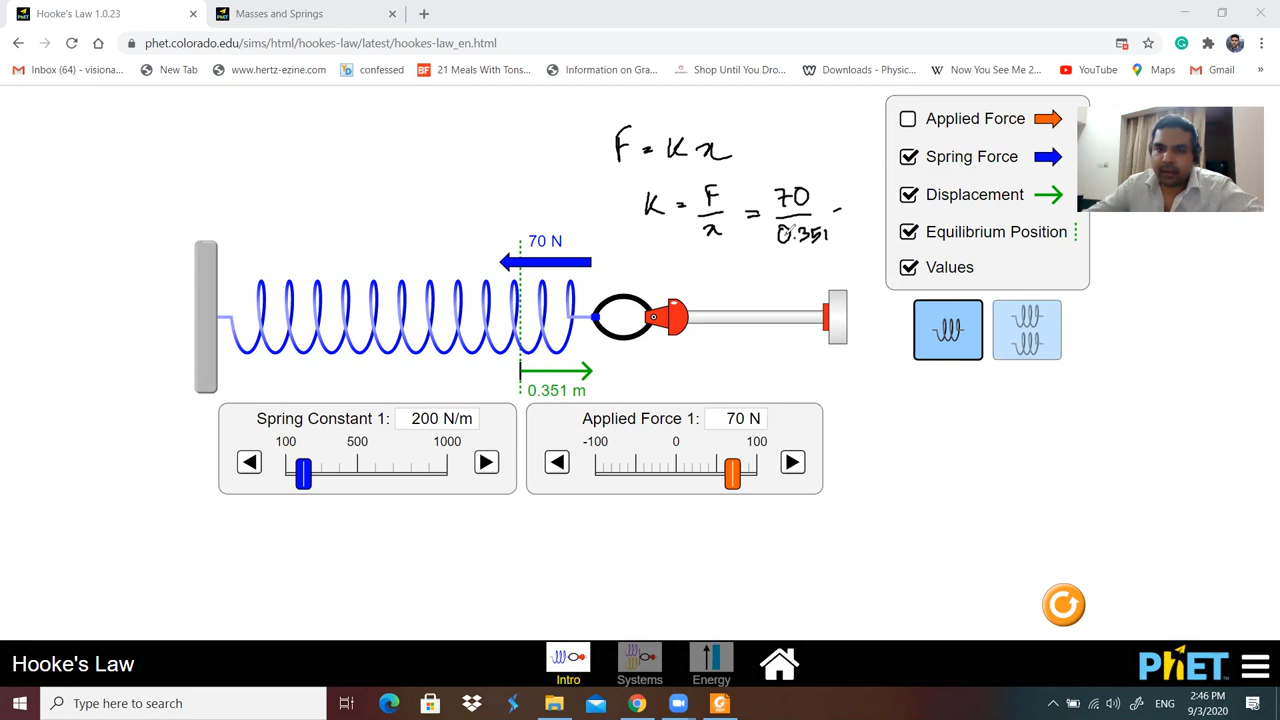 Hooke's Law 1.0.23
Masses and Springs
phet.colorado.edu/sims/html/hookes-law/latest/hookes-law_en.html
Inbox (64) - visiona...
New Tab
www.hertz-ezine.com
confessed
21 Meals With Tons...
Information on Gra...
Shop Until You Dro...
Downloads - Physic...
Now You See Me 2...
YouTube
Maps
Gmail
»
F = K x
K = F/x = 70/0.351 =
Applied Force
Spring Force
Displacement
Equilibrium Position
Values
70 N
0.351 m
Spring Constant 1: 200 N/m
100 500 1000
Applied Force 1: 70 N
-100 0 100
Hooke's Law
Intro
Systems
Energy
PhET
Type here to search
ENG
2:46 PM
9/3/2020